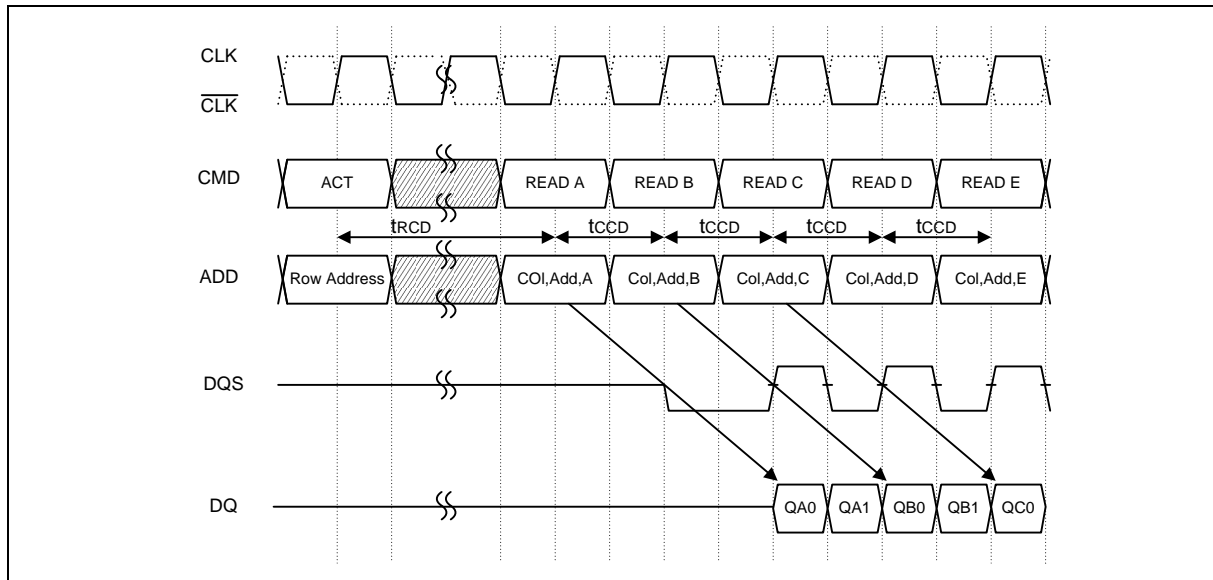 CLK
CLK
CMD ACT READ A READ B READ C READ D READ E
tRCD tCCD tCCD tCCD tCCD
ADD Row Address COl,Add,A Col,Add,B Col,Add,C Col,Add,D Col,Add,E
DQS
DQ QA0 QA1 QB0 QB1 QC0